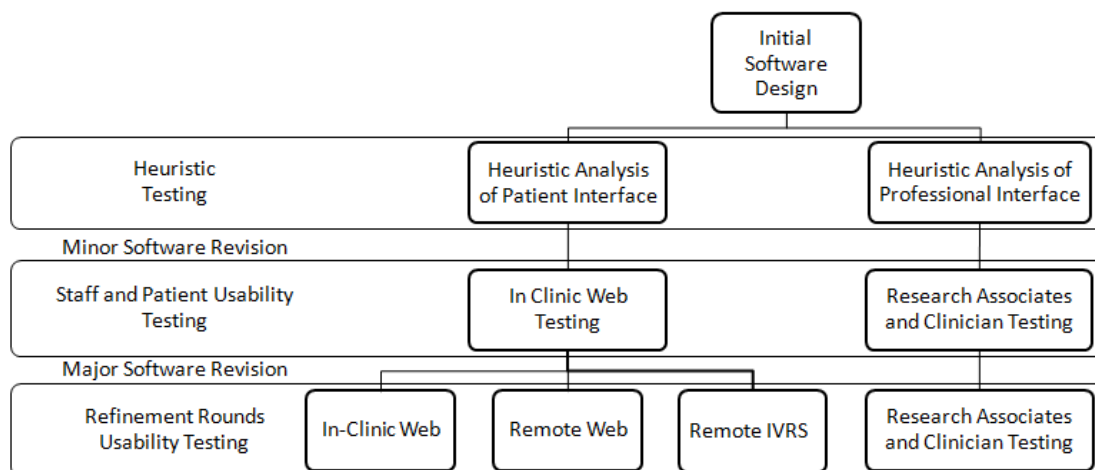 Initial
Software
Design
Heuristic
Testing
Heuristic Analysis
of Patient Interface
Heuristic Analysis of
Professional Interface
Minor Software Revision
Staff and Patient Usability
Testing
In Clinic Web
Testing
Research Associates
and Clinician Testing
Major Software Revision
Refinement Rounds
Usability Testing
In-Clinic Web
Remote Web
Remote IVRS
Research Associates
and Clinician Testing